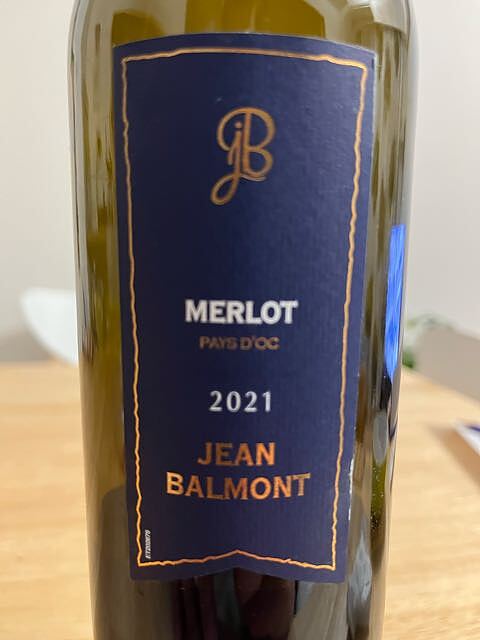 JB
MERLOT
PAYS D'OC
2021
JEAN
BALMONT